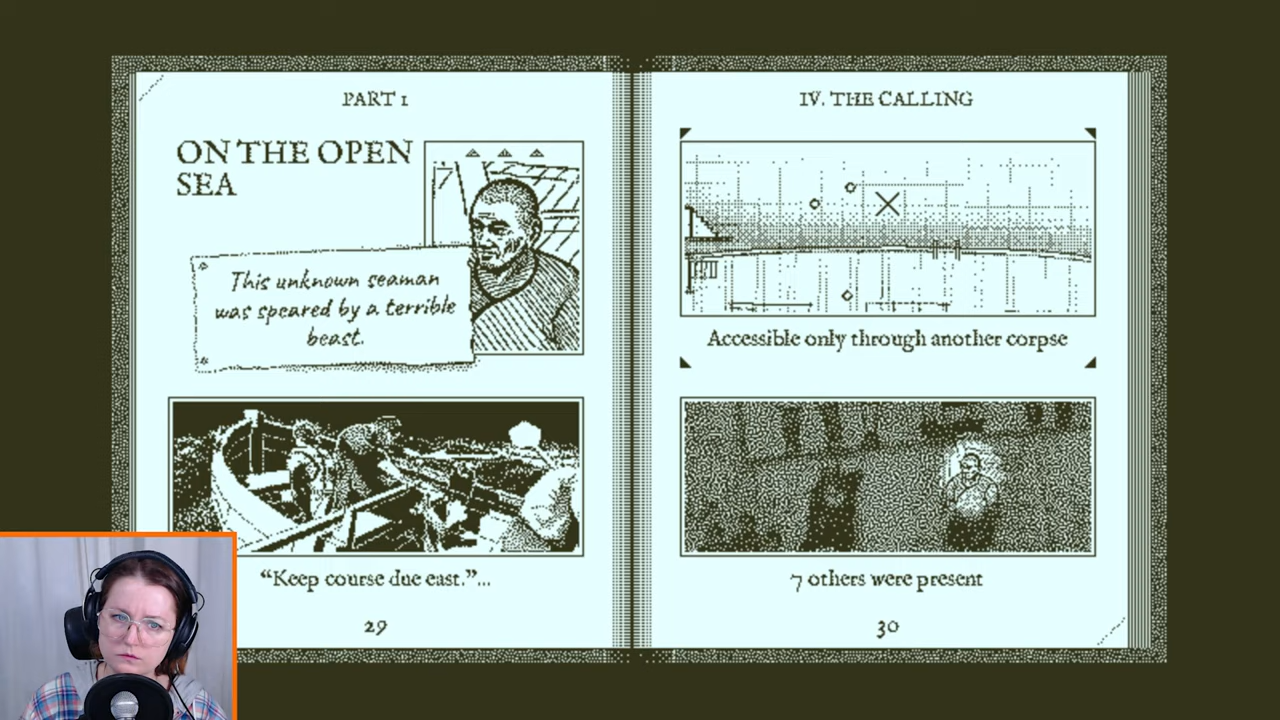 PART 1
ON THE OPEN
SEA
This unknown seaman
was speared by a terrible
beast.
"Keep course due east."...
29
IV. THE CALLING
Accessible only through another corpse
7 others were present
30